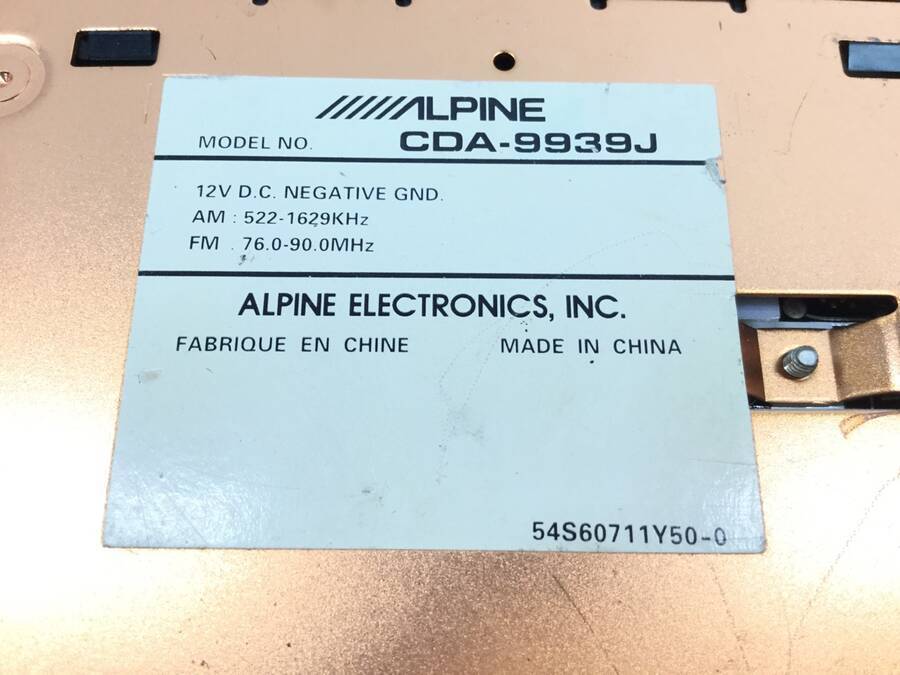 ALPINE
MODEL NO. CDA-9939J
12V D.C. NEGATIVE GND.
AM : 522-1629KHz
FM : 76.0-90.0MHz
ALPINE ELECTRONICS, INC.
FABRIQUE EN CHINE MADE IN CHINA
54S60711Y50-0